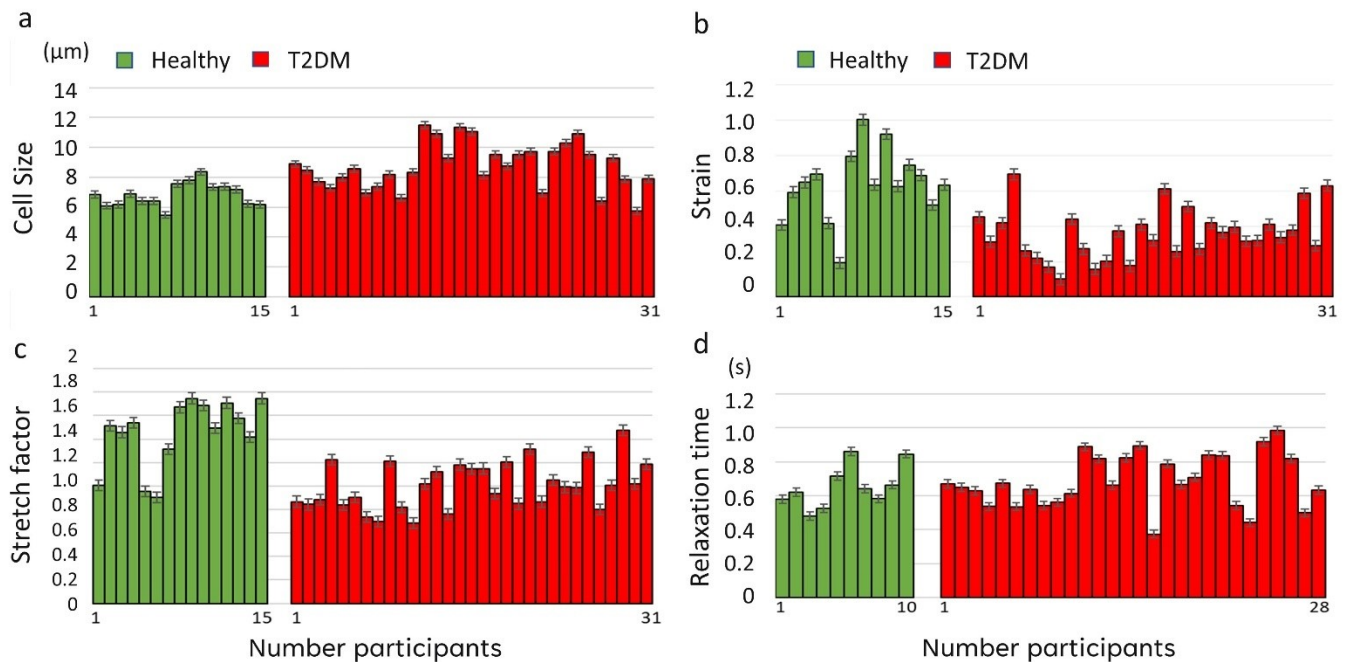 a
(μm)
Healthy T2DM
Cell Size
14
12
10
8
6
4
2
0
1 15 1 31
b
Healthy T2DM
Strain
1.2
1.0
0.8
0.6
0.4
0.2
0
1 15 1 31
c
Stretch factor
2
1.8
1.6
1.4
1.2
1.0
0.8
0.6
0.4
0.2
0
1 15 1 31
Number participants
d
(s)
Relaxation time
1.2
1.0
0.8
0.6
0.4
0.2
0
1 10 1 28
Number participants